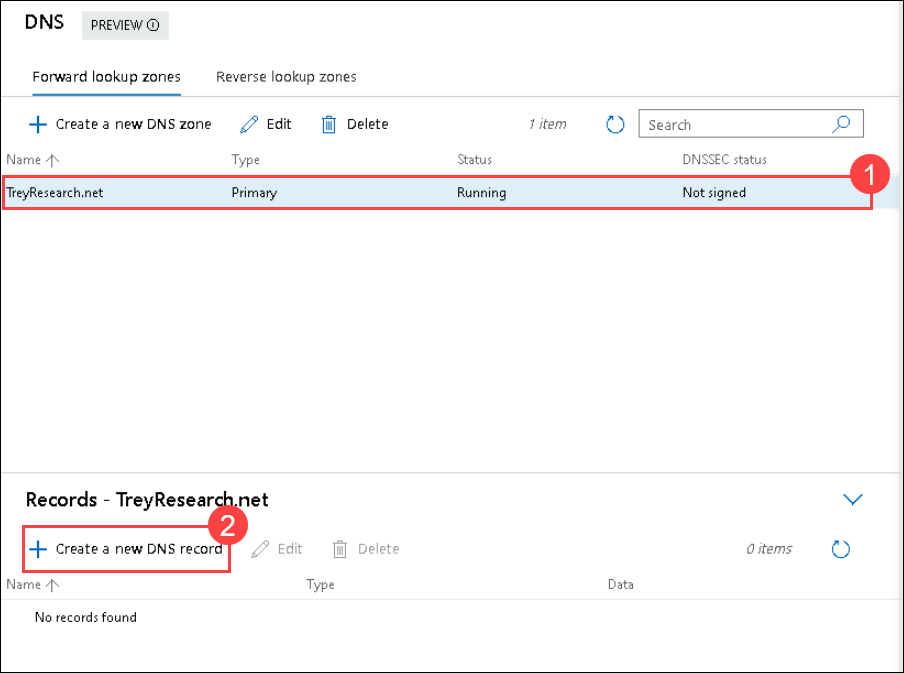 DNS PREVIEW
Forward lookup zones Reverse lookup zones
Create a new DNS zone Edit Delete 1 item Search
Name Type Status DNSSEC status
1
TreyResearch.net Primary Running Not signed
Records - TreyResearch.net
2
Create a new DNS record Edit Delete 0 items
Name Type Data
No records found